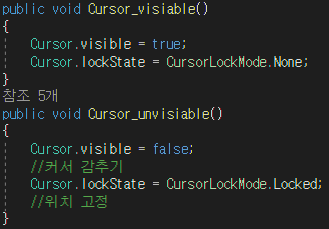 public void Cursor_visiable()
{
Cursor.visible = true;
Cursor.lockState = CursorLockMode.None;
}
참조 5개
public void Cursor_unvisiable()
{
Cursor.visible = false;
//커서 감추기
Cursor.lockState = CursorLockMode.Locked;
//위치 고정
}